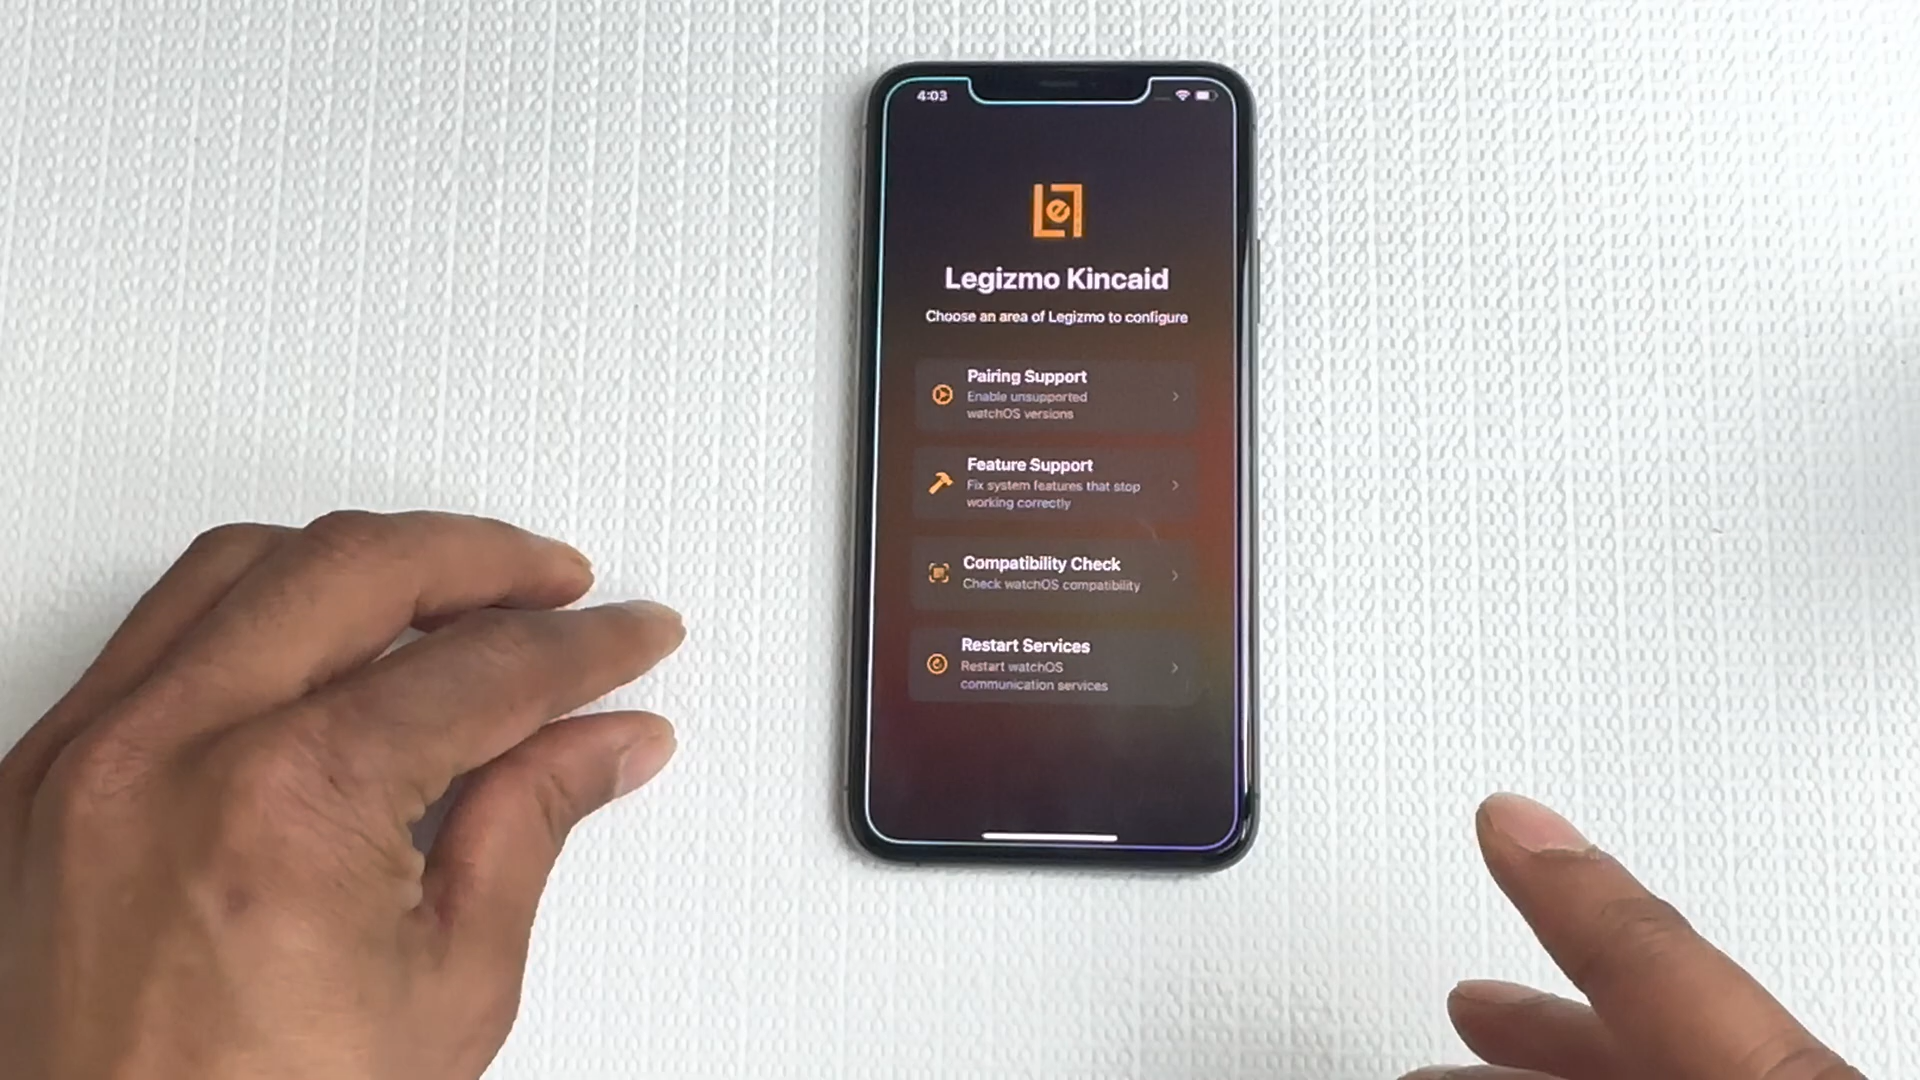 4:03
Legizmo Kincaid
Choose an area of Legizmo to configure
Pairing Support
Enable unsupported
watchOS versions
Feature Support
Fix system features that stop
working correctly
Compatibility Check
Check watchOS compatibility
Restart Services
Restart watchOS
communication services